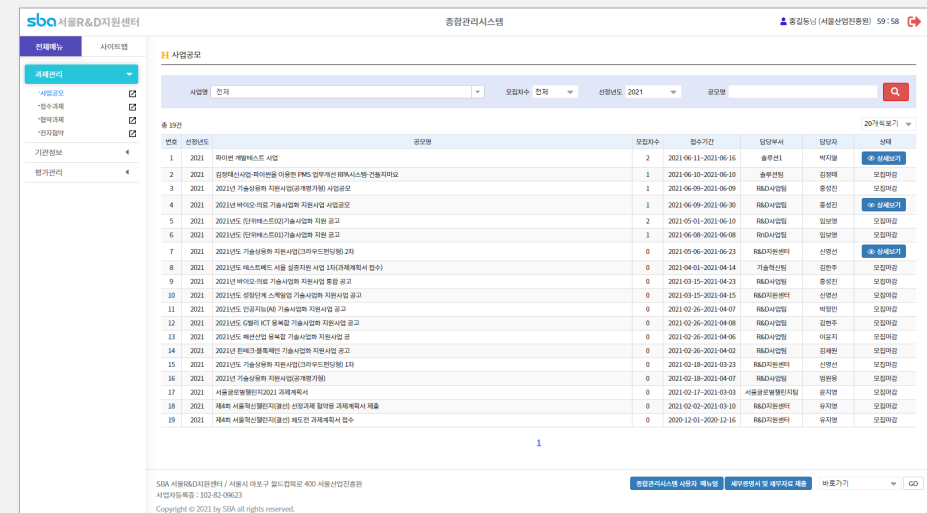 sba 서울R&D지원센터
종합관리시스템
홍길동님 (서울산업진흥원) 59 : 58
전체메뉴 사이트맵
과제관리
사업공모
접수과제
협약과제
전자협약
기관정보
평가관리
H 사업공모
사업명 전체 모집차수 전체 선정년도 2021 공모명
총 19건 20개씩보기
번호 선정년도 공모명 모집차수 접수기간 담당부서 담당자 상태
1 2021 파이썬 개발테스트 사업 2 2021-06-11~2021-06-16 솔루션1 박지열 상세보기
2 2021 김정태신사업-파이썬을 이용한 PMS 업무개선 RPA시스템-건들지마요 1 2021-06-10~2021-06-10 솔루션팀 김정태 모집마감
3 2021 2021년 기술상용화 지원사업(공개평가형) 사업공모 1 2021-06-09~2021-06-09 R&D사업팀 홍성진 모집마감
4 2021 2021년 바이오·의료 기술사업화 지원사업 사업공모 1 2021-06-09~2021-06-30 R&D사업팀 홍성진 상세보기
5 2021 2021년도 (단위테스트02)기술사업화 지원 공고 2 2021-05-01~2021-06-10 R&D사업팀 임보영 모집마감
6 2021 2021년도 (단위테스트01)기술사업화 지원 공고 1 2021-06-08~2021-06-08 RnD사업팀 임보영 모집마감
7 2021 2021년도 기술상용화 지원사업(크라우드펀딩형) 2차 0 2021-05-06~2021-06-23 R&D지원센터 신명선 상세보기
8 2021 2021년도 테스트베드 서울 실증지원 사업 1차(과제계획서 접수) 0 2021-04-01~2021-04-14 기술혁신팀 김현주 모집마감
9 2021 2021년 바이오·의료 기술사업화 지원사업 통합 공고 0 2021-03-15~2021-04-23 R&D사업팀 홍성진 모집마감
10 2021 2021년도 성장단계 스케일업 기술사업화 지원사업 공고 0 2021-03-15~2021-04-15 R&D지원센터 신명선 모집마감
11 2021 2021년도 인공지능(AI) 기술사업화 지원사업 공고 0 2021-02-26~2021-04-07 R&D사업팀 박정민 모집마감
12 2021 2021년도 G밸리 ICT 융복합 기술사업화 지원사업 공고 0 2021-02-26~2021-04-08 R&D사업팀 김현주 모집마감
13 2021 2021년도 패션산업 융복합 기술사업화 지원사업 공 0 2021-02-26~2021-04-06 R&D사업팀 이윤지 모집마감
14 2021 2021년 핀테크·블록체인 기술사업화 지원사업 공고 0 2021-02-26~2021-04-02 R&D사업팀 김재원 모집마감
15 2021 2021년도 기술상용화 지원사업(크라우드펀딩형) 1차 0 2021-02-18~2021-03-23 R&D지원센터 신명선 모집마감
16 2021 2021년 기술상용화 지원사업(공개평가형) 0 2021-02-18~2021-04-07 R&D사업팀 엄원용 모집마감
17 2021 서울글로벌챌린지2021 과제계획서 0 2021-02-17~2021-03-03 서울글로벌챌린지팀 윤지영 모집마감
18 2021 제4회 서울혁신챌린지(결선) 선정과제 협약용 과제계획서 제출 0 2021-02-02~2021-03-10 R&D지원센터 유지영 모집마감
19 2021 제4회 서울혁신챌린지(결선) 재도전 과제계획서 접수 0 2020-12-01~2020-12-16 R&D지원센터 유지영 모집마감
1
SBA 서울R&D지원센터 / 서울시 마포구 월드컵북로 400 서울산업진흥원
사업자등록증 : 102-82-09623
Copyright © 2021 by SBA all rights reserved.
종합관리시스템 사용자 매뉴얼 세무증명서 및 재무자료 제출 바로가기 GO